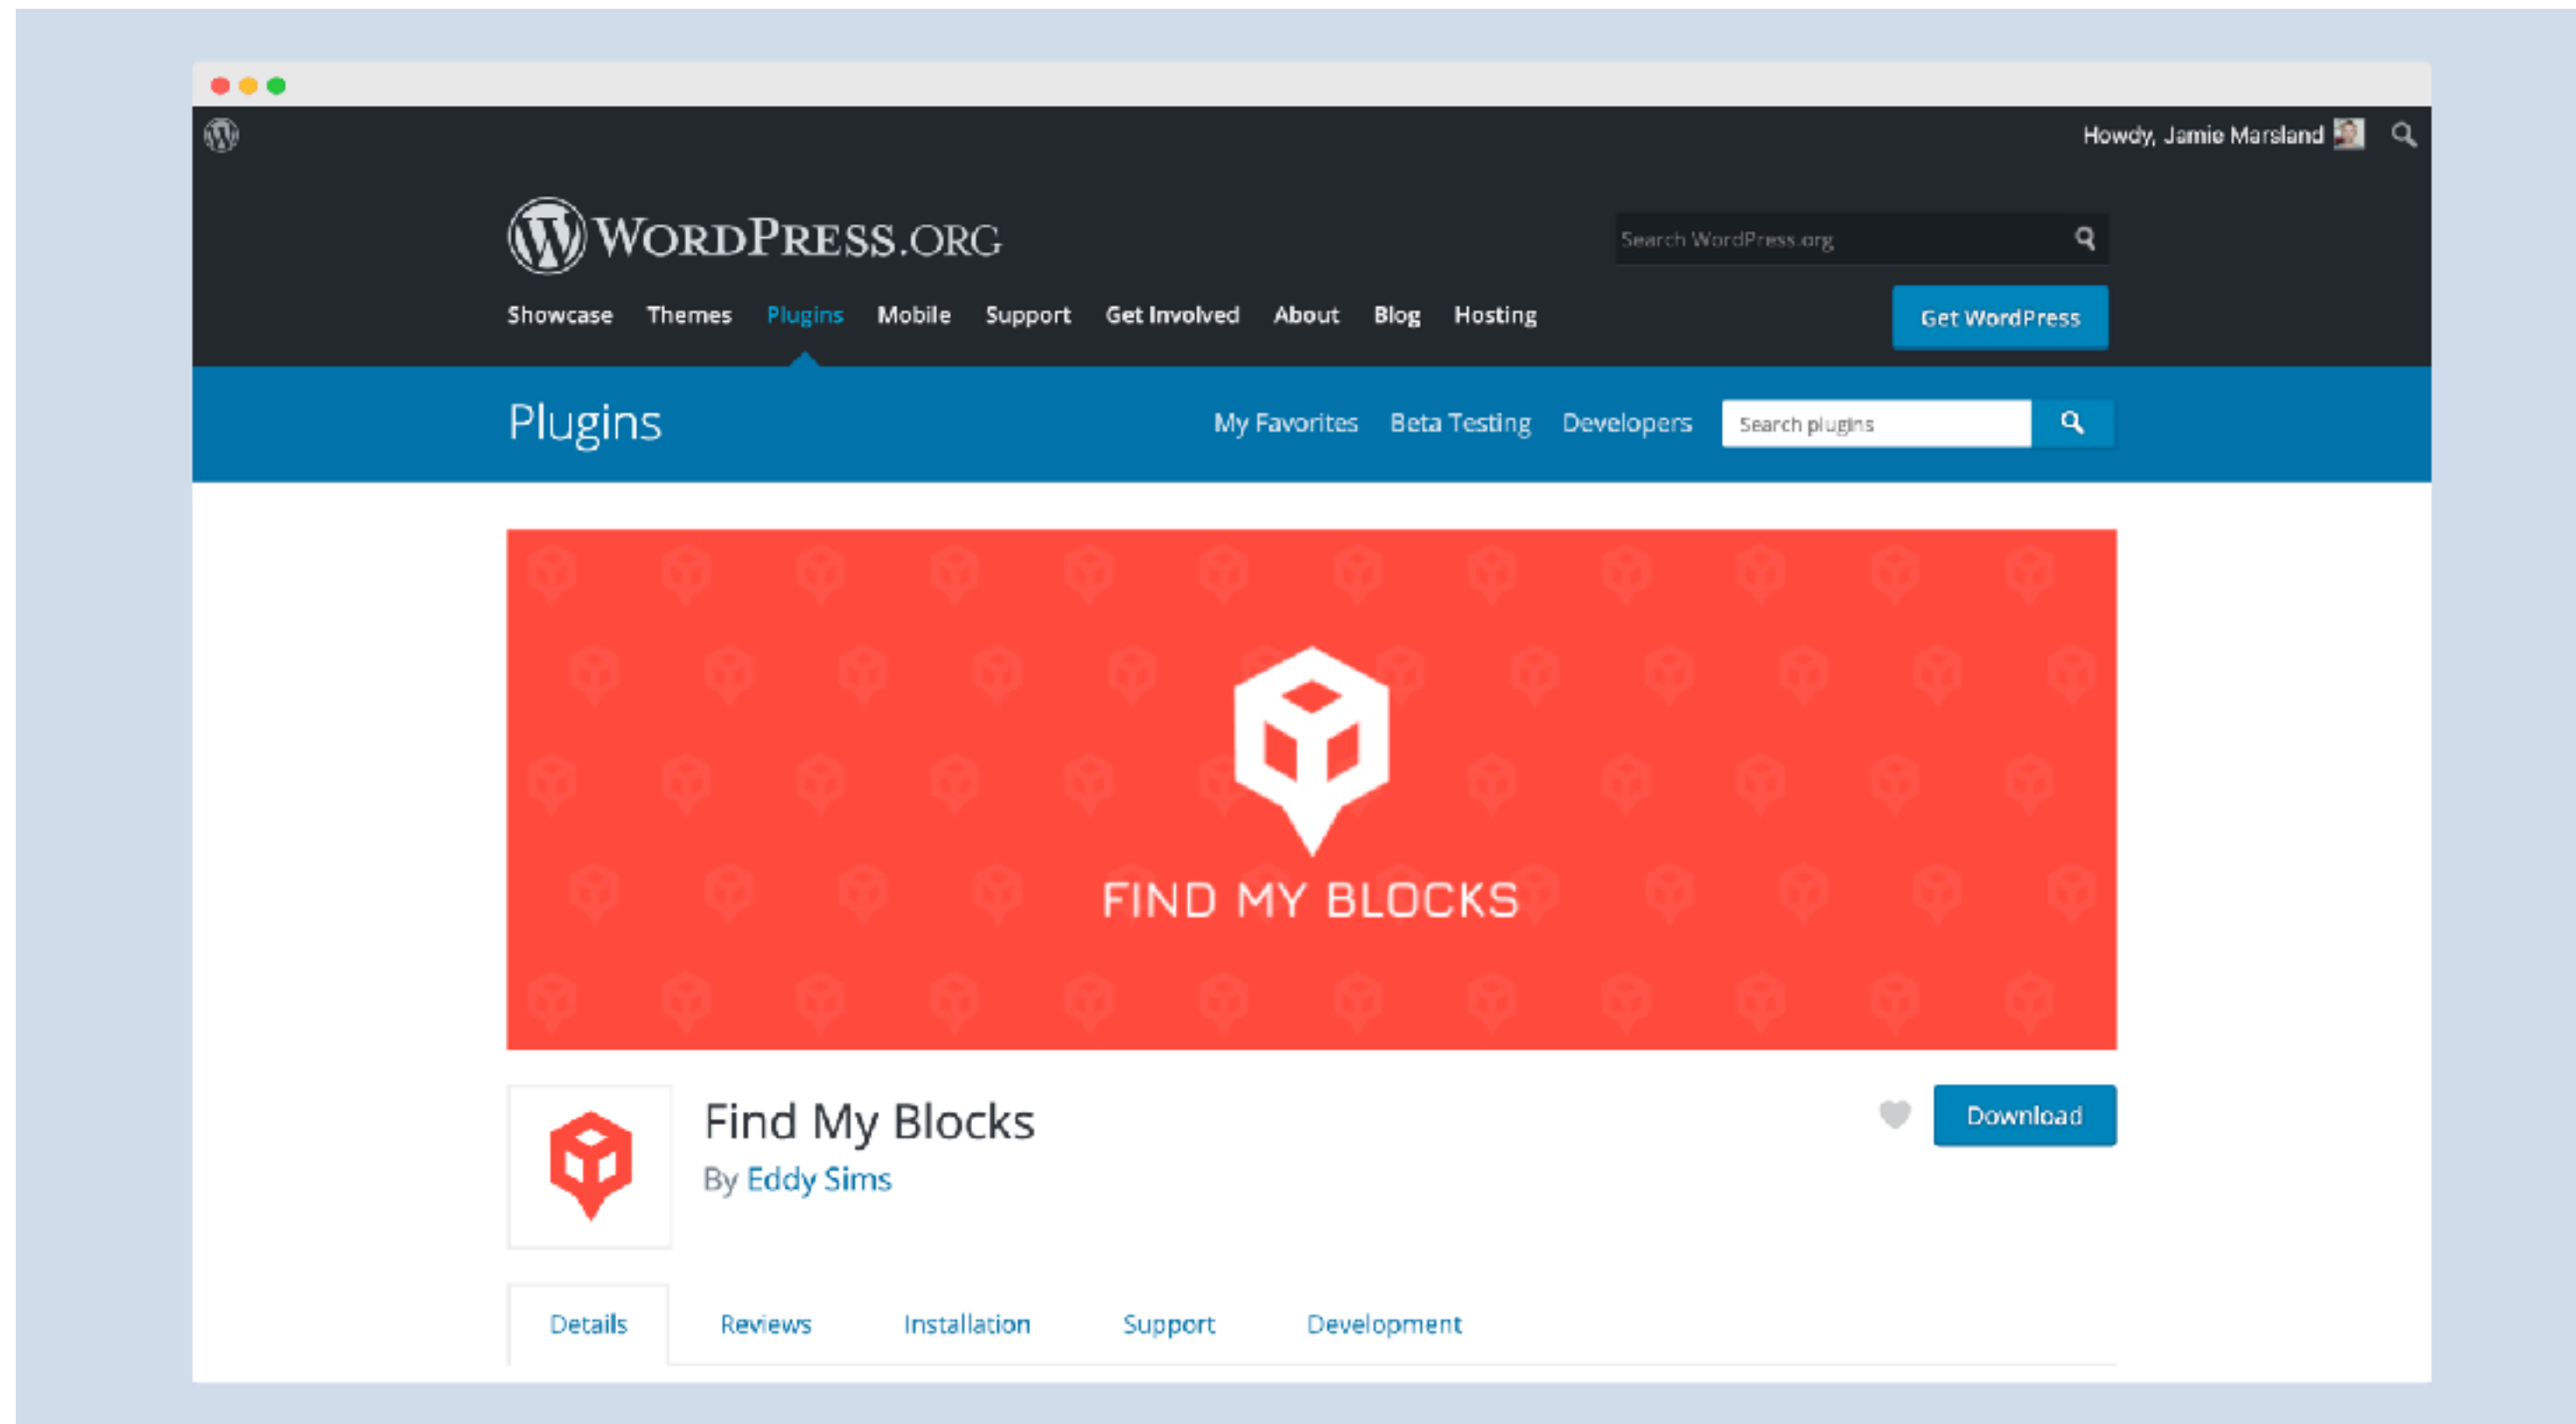 Howdy, Jamie Marsland
WORDPRESS.ORG
Search WordPress.org
Showcase Themes Plugins Mobile Support Get Involved About Blog Hosting
Get WordPress
Plugins
My Favorites Beta Testing Developers Search plugins
FIND MY BLOCKS
Find My Blocks
Download
By Eddy Sims
Details Reviews Installation Support Development